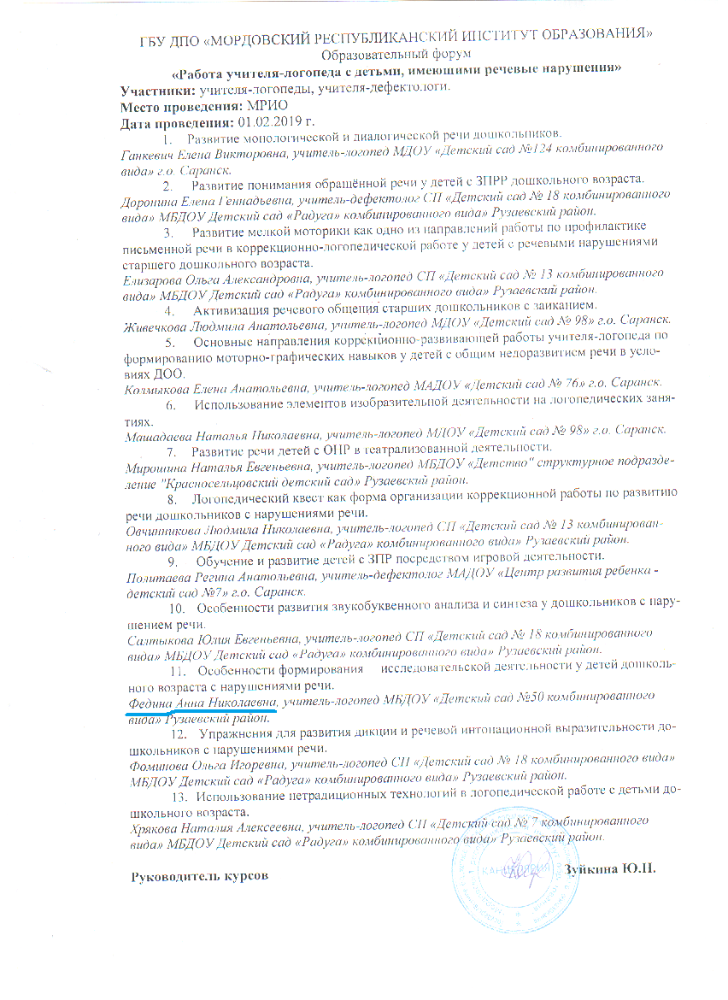 ГБУ ДПО «МОРДОВСКИЙ РЕСПУБЛИКАНСКИЙ ИНСТИТУТ ОБРАЗОВАНИЯ»
Образовательный форум
«Работа учителя-логопеда с детьми, имеющими речевые нарушения»
Участники: учителя-логопеды, учителя-дефектологи.
Место проведения: МРИО
Дата проведения: 01.02.2019 г.
1. Развитие монологической и диалогической речи дошкольников.
Ганкевич Елена Викторовна, учитель-логопед МДОУ «Детский сад №124 комбинированного
вида» г.о. Саранск.
2. Развитие понимания обращённой речи у детей с ЗПРР дошкольного возраста.
Доронина Елена Геннадьевна, учитель-дефектолог СП «Детский сад № 18 комбинированного
вида» МБДОУ Детский сад «Радуга» комбинированного вида» Рузаевский район.
3. Развитие мелкой моторики как одно из направлений работы по профилактике
письменной речи в коррекционно-логопедической работе у детей с речевыми нарушениями
старшего дошкольного возраста.
Елизарова Ольга Александровна, учитель-логопед СП «Детский сад № 13 комбинированного
вида» МБДОУ Детский сад «Радуга» комбинированного вида» Рузаевский район.
4. Активизация речевого общения старших дошкольников с заиканием.
Живечкова Людмила Анатольевна, учитель-логопед МДОУ «Детский сад № 98» г.о. Саранск.
5. Основные направления коррекционно-развивающей работы учителя-логопеда по
формированию моторно-графических навыков у детей с общим недоразвитием речи в усло-
виях ДОО.
Колмыкова Елена Анатольевна, учитель-логопед МАДОУ «Детский сад № 76» г.о. Саранск.
6. Использование элементов изобразительной деятельности на логопедических заня-
тиях.
Машадаева Наталья Николаевна, учитель-логопед МДОУ «Детский сад № 98» г.о. Саранск.
7. Развитие речи детей с ОНР в театрализованной деятельности.
Мирошина Наталья Евгеньевна, учитель-логопед МБДОУ «Детство" структурное подразде-
ление "Красносельцовский детский сад» Рузаевский район.
8. Логопедический квест как форма организации коррекционной работы по развитию
речи дошкольников с нарушениями речи.
Овчинникова Людмила Николаевна, учитель-логопед СП «Детский сад № 13 комбинирован-
ного вида» МБДОУ Детский сад «Радуга» комбинированного вида» Рузаевский район.
9. Обучение и развитие детей с ЗПР посредством игровой деятельности.
Политаева Регина Анатольевна, учитель-дефектолог МАДОУ «Центр развития ребенка -
детский сад №7» г.о. Саранск.
10. Особенности развития звукобуквенного анализа и синтеза у дошкольников с нару-
шением речи.
Салтыкова Юлия Евгеньевна, учитель-логопед СП «Детский сад № 18 комбинированного
вида» МБДОУ Детский сад «Радуга» комбинированного вида» Рузаевский район.
11. Особенности формирования исследовательской деятельности у детей дошколь-
ного возраста с нарушениями речи.
Федина Анна Николаевна, учитель-логопед МБДОУ «Детский сад №50 комбинированного
вида» Рузаевский район.
12. Упражнения для развития дикции и речевой интонационной выразительности до-
школьников с нарушениями речи.
Фоминова Ольга Игоревна, учитель-логопед СП «Детский сад № 18 комбинированного вида»
МБДОУ Детский сад «Радуга» комбинированного вида» Рузаевский район.
13. Использование нетрадиционных технологий в логопедической работе с детьми до-
школьного возраста.
Хрякова Наталия Алексеевна, учитель-логопед СП «Детский сад № 7 комбинированного
вида» МБДОУ Детский сад «Радуга» комбинированного вида» Рузаевский район.
Руководитель курсов Зуйкина Ю.П.
КАНЦЕЛЯРИЯ